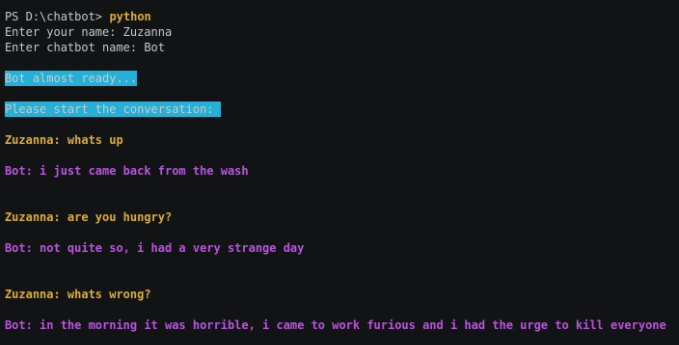 PS D:\chatbot> python
Enter your name: Zuzanna
Enter chatbot name: Bot
Bot almost ready...
Please start the conversation:
Zuzanna: whats up
Bot: i just came back from the wash
Zuzanna: are you hungry?
Bot: not quite so, i had a very strange day
Zuzanna: whats wrong?
Bot: in the morning it was horrible, i came to work furious and i had the urge to kill everyone